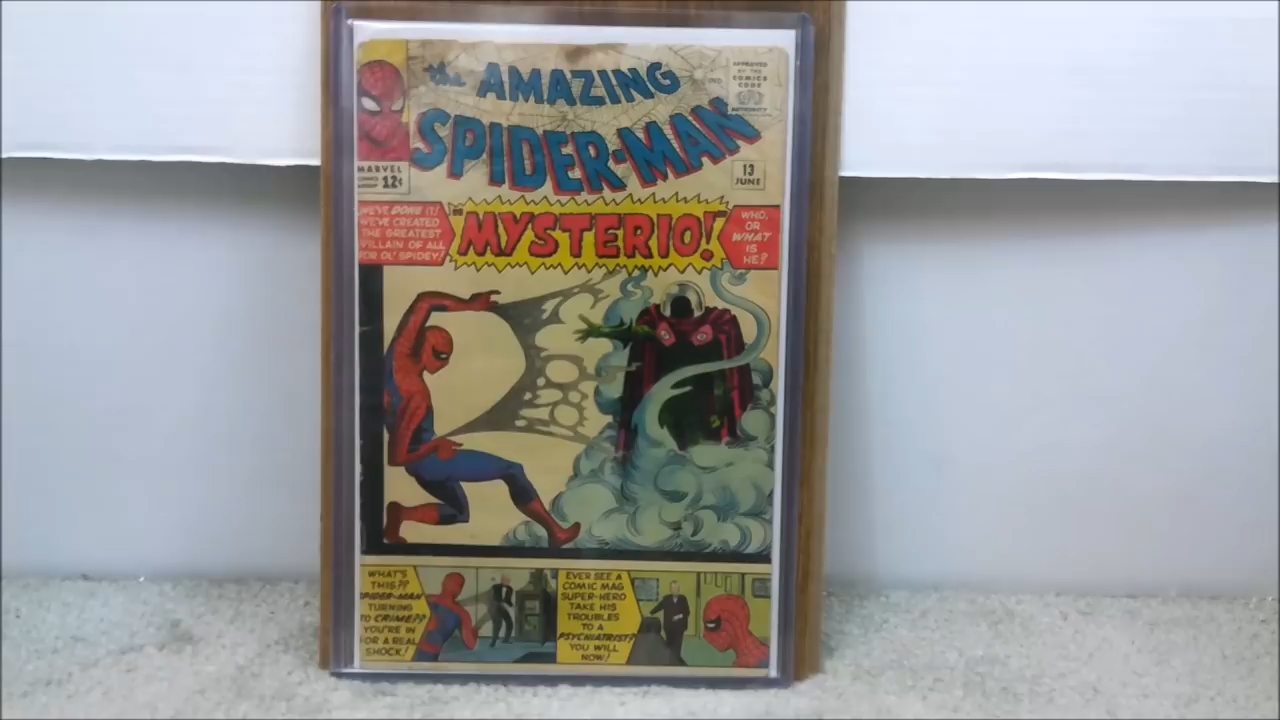 the AMAZING
SPIDER-MAN
APPROVED
BY THE
COMICS
CODE
AUTHORITY
MARVEL
COMICS
GROUP 12¢
IND.
13
JUNE
WE'VE DONE IT!
WE'VE CREATED
THE GREATEST
VILLAIN OF ALL
FOR OL' SPIDEY!
"MYSTERIO!"
WHO,
OR
WHAT
IS
HE?
WHAT'S
THIS??
SPIDER-MAN
TURNING
TO CRIME??
YOU'RE IN
FOR A REAL
SHOCK!
EVER SEE A
COMIC MAG
SUPER-HERO
TAKE HIS
TROUBLES
TO A
PSYCHIATRIST?
YOU WILL
NOW!